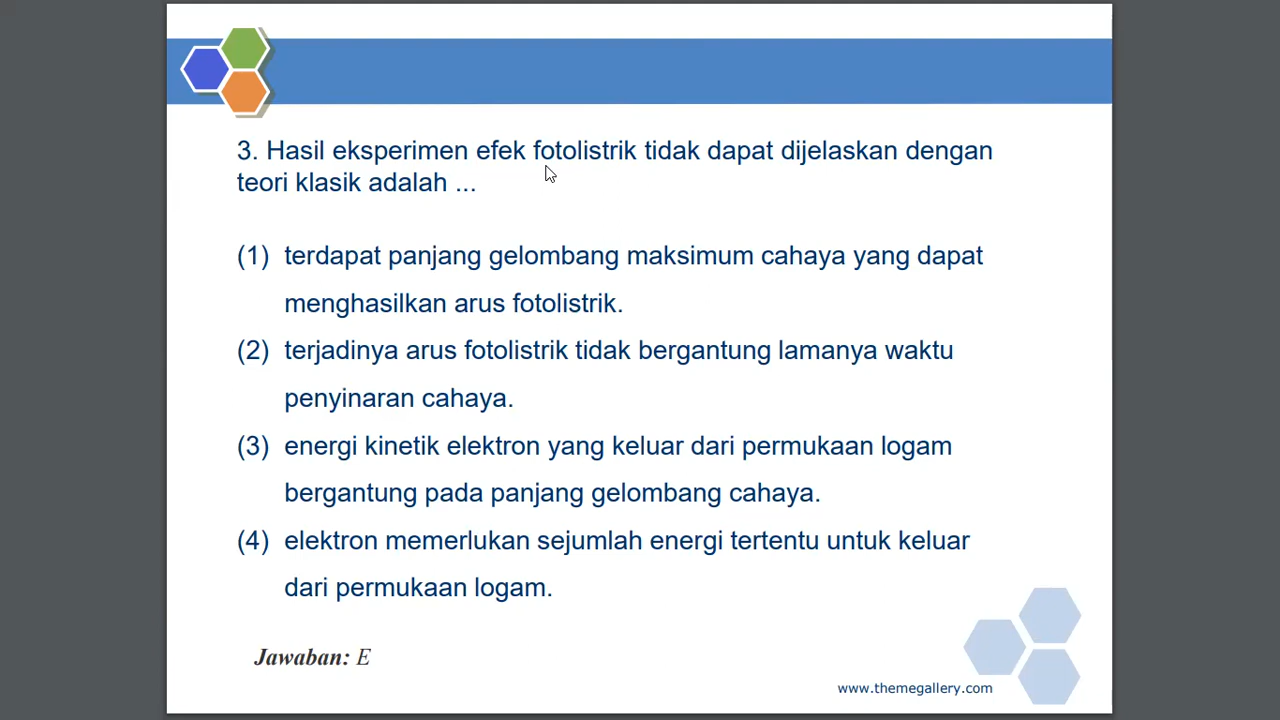 3. Hasil eksperimen efek fotolistrik tidak dapat dijelaskan dengan
teori klasik adalah ...
(1) terdapat panjang gelombang maksimum cahaya yang dapat
menghasilkan arus fotolistrik.
(2) terjadinya arus fotolistrik tidak bergantung lamanya waktu
penyinaran cahaya.
(3) energi kinetik elektron yang keluar dari permukaan logam
bergantung pada panjang gelombang cahaya.
(4) elektron memerlukan sejumlah energi tertentu untuk keluar
dari permukaan logam.
Jawaban: E
www.themegallery.com